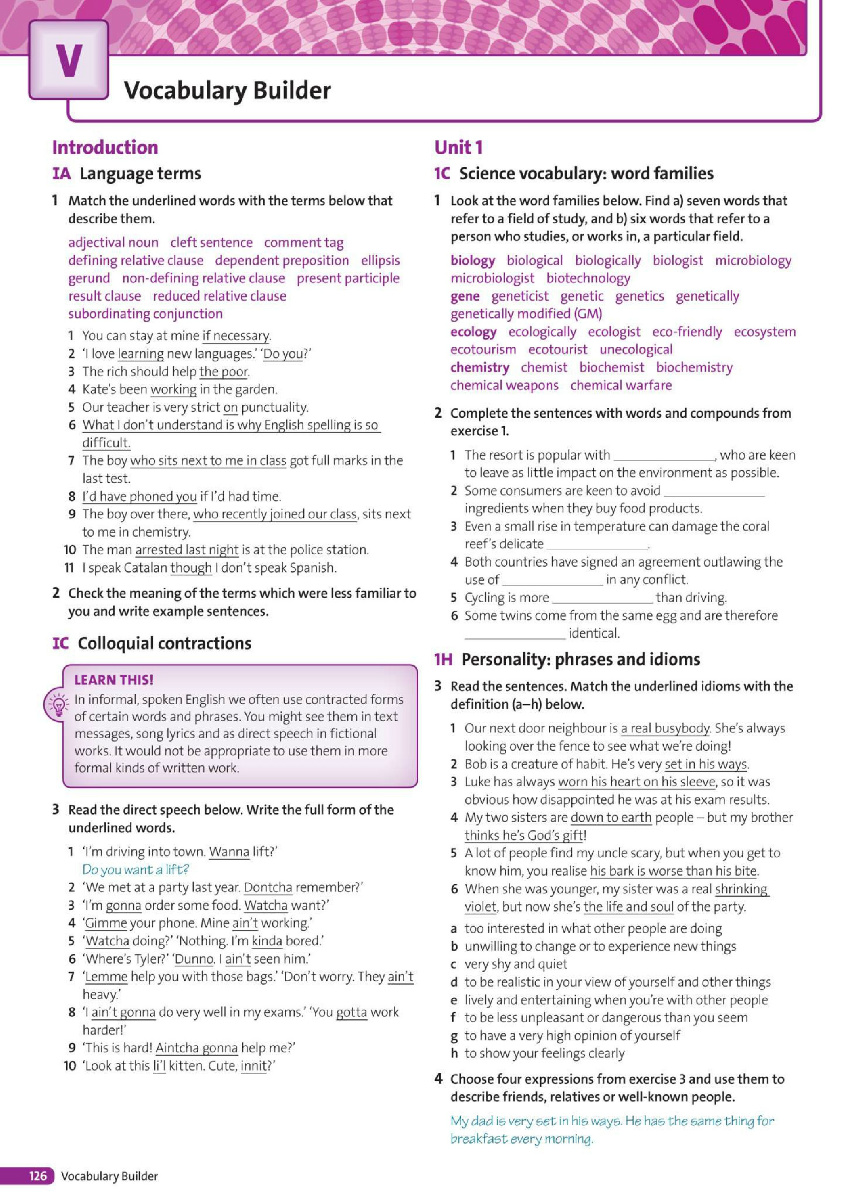 V
Vocabulary Builder
Introduction
IA Language terms
1 Match the underlined words with the terms below that
describe them.
adjectival noun cleft sentence comment tag
defining relative clause dependent preposition ellipsis
gerund non-defining relative clause present participle
result clause reduced relative clause
subordinating conjunction
1 You can stay at mine if necessary.
2 ‘I love learning new languages.’ ‘Do you?’
3 The rich should help the poor.
4 Kate’s been working in the garden.
5 Our teacher is very strict on punctuality.
6 What I don’t understand is why English spelling is so
difficult.
7 The boy who sits next to me in class got full marks in the
last test.
8 I’d have phoned you if I’d had time.
9 The boy over there, who recently joined our class, sits next
to me in chemistry.
10 The man arrested last night is at the police station.
11 I speak Catalan though I don’t speak Spanish.
2 Check the meaning of the terms which were less familiar to
you and write example sentences.
IC Colloquial contractions
LEARN THIS!
In informal, spoken English we often use contracted forms
of certain words and phrases. You might see them in text
messages, song lyrics and as direct speech in fictional
works. It would not be appropriate to use them in more
formal kinds of written work.
3 Read the direct speech below. Write the full form of the
underlined words.
1 ‘I’m driving into town. Wanna lift?’
Do you want a lift?
2 ‘We met at a party last year. Dontcha remember?’
3 ‘I’m gonna order some food. Watcha want?’
4 ‘Gimme your phone. Mine ain’t working.’
5 ‘Watcha doing?’ ‘Nothing. I’m kinda bored.’
6 ‘Where’s Tyler?’ ‘Dunno. I ain’t seen him.’
7 ‘Lemme help you with those bags.’ ‘Don’t worry. They ain’t
heavy.’
8 ‘I ain’t gonna do very well in my exams.’ ‘You gotta work
harder!’
9 ‘This is hard! Aintcha gonna help me?’
10 ‘Look at this li’l kitten. Cute, innit?’
Unit 1
1C Science vocabulary: word families
1 Look at the word families below. Find a) seven words that
refer to a field of study, and b) six words that refer to a
person who studies, or works in, a particular field.
biology biological biologically biologist microbiology
microbiologist biotechnology
gene geneticist genetic genetics genetically
genetically modified (GM)
ecology ecologically ecologist eco-friendly ecosystem
ecotourism ecotourist unecological
chemistry chemist biochemist biochemistry
chemical weapons chemical warfare
2 Complete the sentences with words and compounds from
exercise 1.
1 The resort is popular with ______________, who are keen
to leave as little impact on the environment as possible.
2 Some consumers are keen to avoid ______________
ingredients when they buy food products.
3 Even a small rise in temperature can damage the coral
reef’s delicate ______________.
4 Both countries have signed an agreement outlawing the
use of ______________ in any conflict.
5 Cycling is more ______________ than driving.
6 Some twins come from the same egg and are therefore
______________ identical.
1H Personality: phrases and idioms
3 Read the sentences. Match the underlined idioms with the
definition (a–h) below.
1 Our next door neighbour is a real busybody. She’s always
looking over the fence to see what we’re doing!
2 Bob is a creature of habit. He’s very set in his ways.
3 Luke has always worn his heart on his sleeve, so it was
obvious how disappointed he was at his exam results.
4 My two sisters are down to earth people – but my brother
thinks he’s God’s gift!
5 A lot of people find my uncle scary, but when you get to
know him, you realise his bark is worse than his bite.
6 When she was younger, my sister was a real shrinking
violet, but now she’s the life and soul of the party.
a too interested in what other people are doing
b unwilling to change or to experience new things
c very shy and quiet
d to be realistic in your view of yourself and other things
e lively and entertaining when you’re with other people
f to be less unpleasant or dangerous than you seem
g to have a very high opinion of yourself
h to show your feelings clearly
4 Choose four expressions from exercise 3 and use them to
describe friends, relatives or well-known people.
My dad is very set in his ways. He has the same thing for
breakfast every morning.
126 Vocabulary Builder